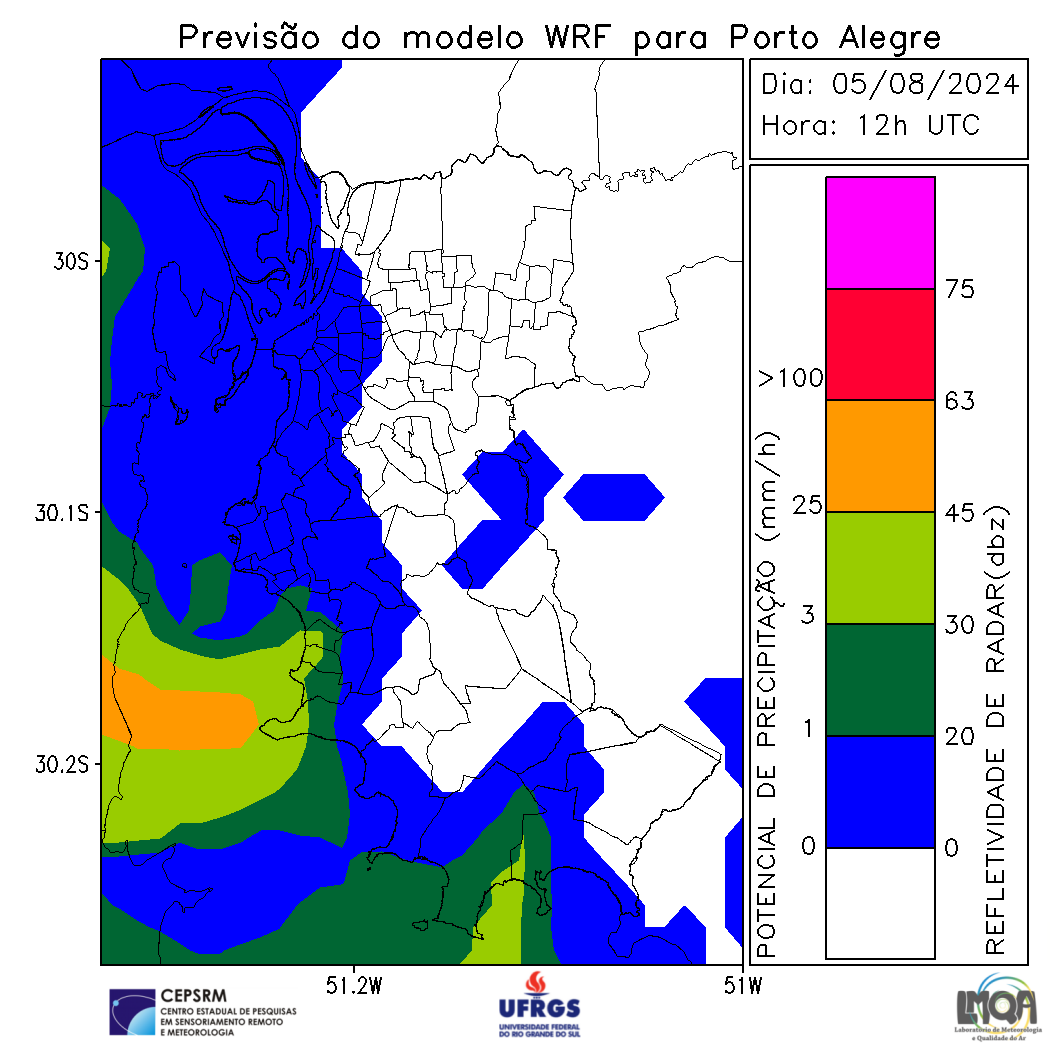 Previsão do modelo WRF para Porto Alegre
Dia: 05/08/2024
Hora: 12h UTC
30S
30.1S
30.2S
51.2W
51W
POTENCIAL DE PRECIPITAÇÃO (mm/h)
>100
25
3
1
0
75
63
45
30
20
0
REFLETIVIDADE DE RADAR(dbz)
CEPSRM
CENTRO ESTADUAL DE PESQUISAS
EM SENSORIAMENTO REMOTO
E METEOROLOGIA
UFRGS
UNIVERSIDADE FEDERAL
DO RIO GRANDE DO SUL
LMQA
Laboratório de Meteorologia
e Qualidade do Ar